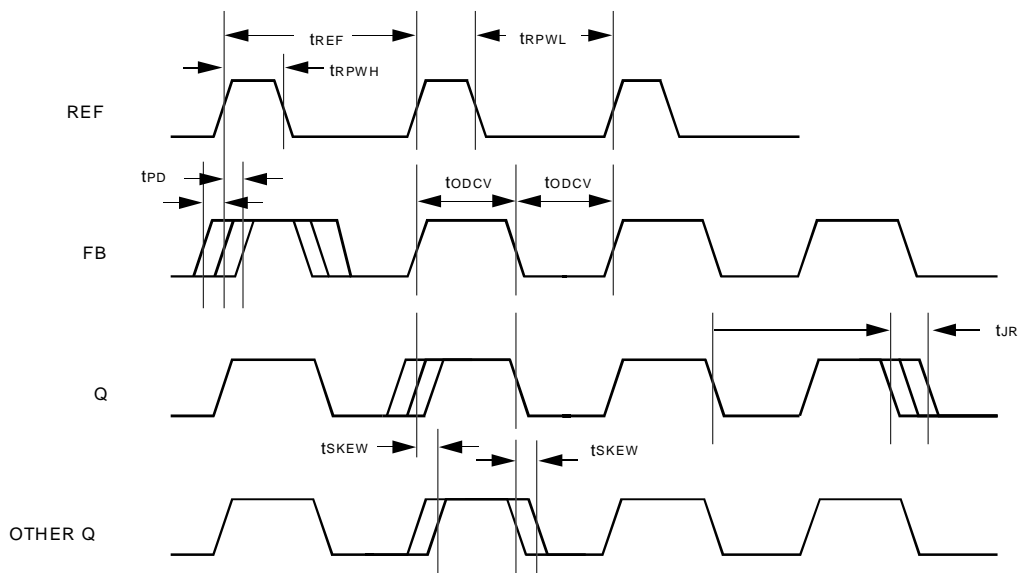 tREF
tRPWL
tRPWH
REF
tPD
tODCV
tODCV
FB
tJR
Q
tSKEW
tSKEW
OTHER Q